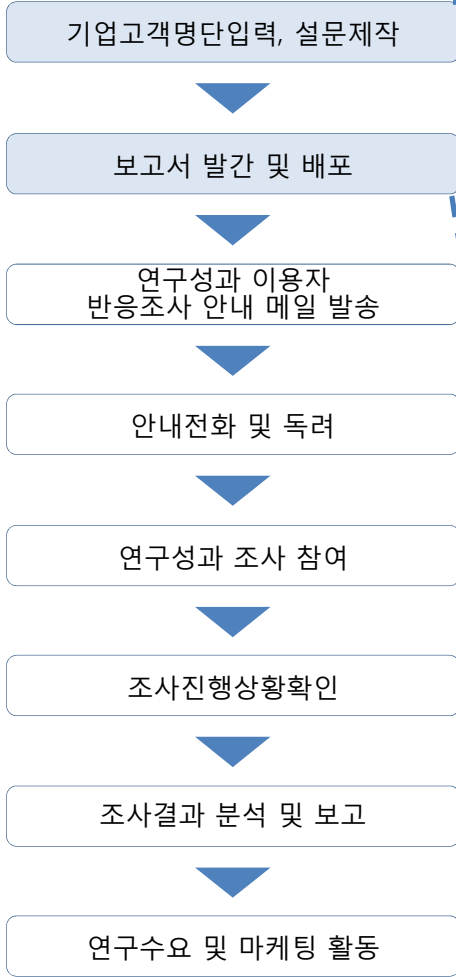 기업고객명단입력, 설문제작
보고서 발간 및 배포
연구성과 이용자
반응조사 안내 메일 발송
안내전화 및 독려
연구성과 조사 참여
조사진행상황확인
조사결과 분석 및 보고
연구수요 및 마케팅 활동